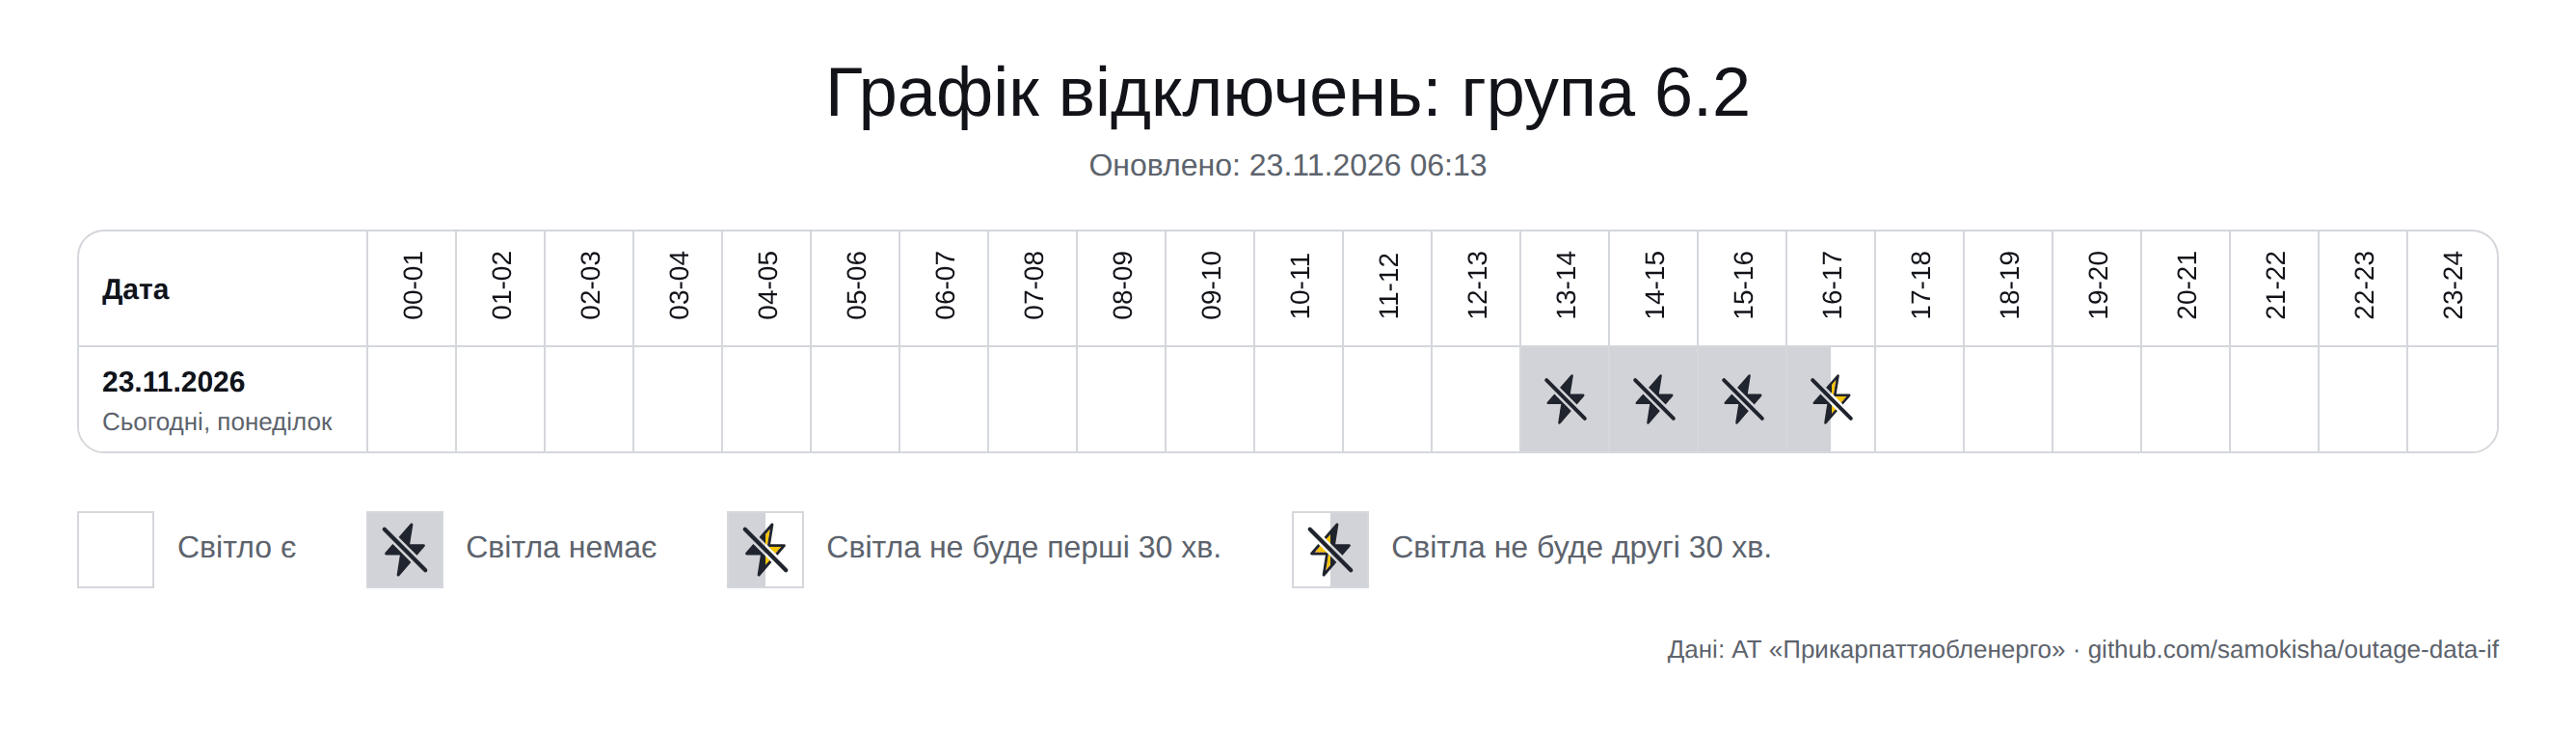 Графік відключень: група 6.2
Оновлено: 23.11.2026 06:13
Дата 00-01 01-02 02-03 03-04 04-05 05-06 06-07 07-08 08-09 09-10 10-11 11-12 12-13 13-14 14-15 15-16 16-17 17-18 18-19 19-20 20-21 21-22 22-23 23-24
23.11.2026
Сьогодні, понеділок
Світло є Світла немає Світла не буде перші 30 хв. Світла не буде другі 30 хв.
Дані: АТ «Прикарпаттяобленерго» · github.com/samokisha/outage-data-if